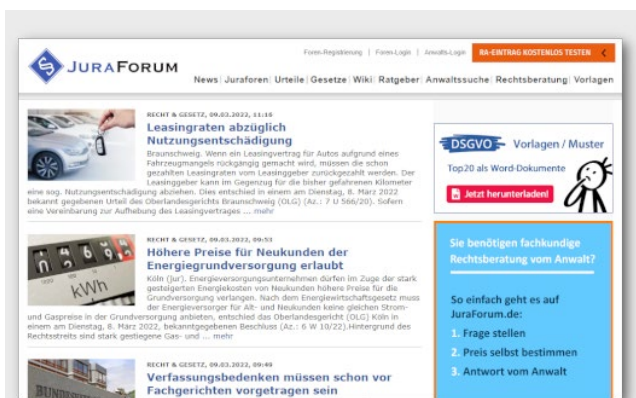 Foren-Registrierung | Foren-Login | Anwalts-Login RA-EINTRAG KOSTENLOS TESTEN
JURAFORUM
News| Juraforen| Urteile| Gesetze| Wiki| Ratgeber| Anwaltssuche| Rechtsberatung| Vorlagen
RECHT & GESETZ, 09.03.2022, 11:18
Leasingraten abzüglich
Nutzungsentschädigung
Braunschweig. Wenn ein Leasingvertrag für Autos aufgrund eines
Fahrzeugmangels rückgängig gemacht wird, müssen die schon
gezahlten Leasingraten vom Leasinggeber zurückgezahlt werden. Der
Leasinggeber kann im Gegenzug für die bisher gefahrenen Kilometer
eine sog. Nutzungsentschädigung abziehen. Dies entschied in einem am Dienstag, 8. März 2022
bekannt gegebenen Urteil des Oberlandesgerichts Braunschweig (OLG) (Az.: 7 U 566/20). Sofern
eine Vereinbarung zur Aufhebung des Leasingvertrages ... mehr
RECHT & GESETZ, 09.03.2022, 09:53
Höhere Preise für Neukunden der
Energiegrundversorgung erlaubt
Köln (jur). Energieversorgungsunternehmen dürfen im Zuge der stark
gesteigerten Energiekosten von Neukunden höhere Preise für die
Grundversorgung verlangen. Nach dem Energiewirtschaftsgesetz muss
der Energieversorger für Alt- und Neukunden keine gleichen Strom-
und Gaspreise in der Grundversorgung anbieten, entschied das Oberlandesgericht (OLG) Köln in
einem am Dienstag, 8. März 2022, bekanntgegebenen Beschluss (Az.: 6 W 10/22).Hintergrund des
Rechtsstreits sind stark gestiegene Gas- und ... mehr
kWh
RECHT & GESETZ, 09.03.2022, 09:49
Verfassungsbedenken müssen schon vor
Fachgerichten vorgetragen sein
DSGVO Vorlagen / Muster
Top20 als Word-Dokumente
Jetzt herunterladen!
Sie benötigen fachkundige
Rechtsberatung vom Anwalt?
So einfach geht es auf
JuraForum.de:
1. Frage stellen
2. Preis selbst bestimmen
3. Antwort vom Anwalt